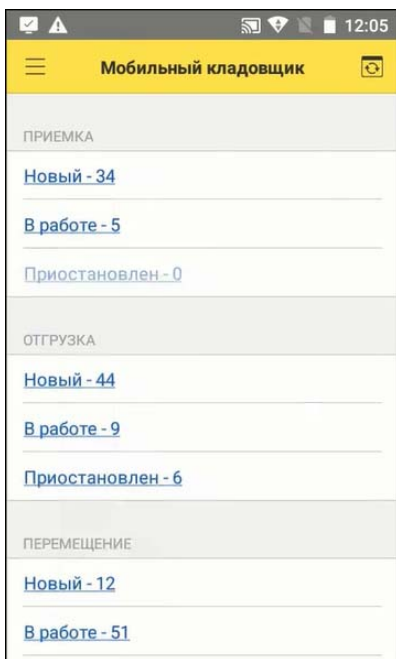 12:05
Мобильный кладовщик
ПРИЕМКА
Новый - 34
В работе - 5
Приостановлен - 0
ОТГРУЗКА
Новый - 44
В работе - 9
Приостановлен - 6
ПЕРЕМЕЩЕНИЕ
Новый - 12
В работе - 51